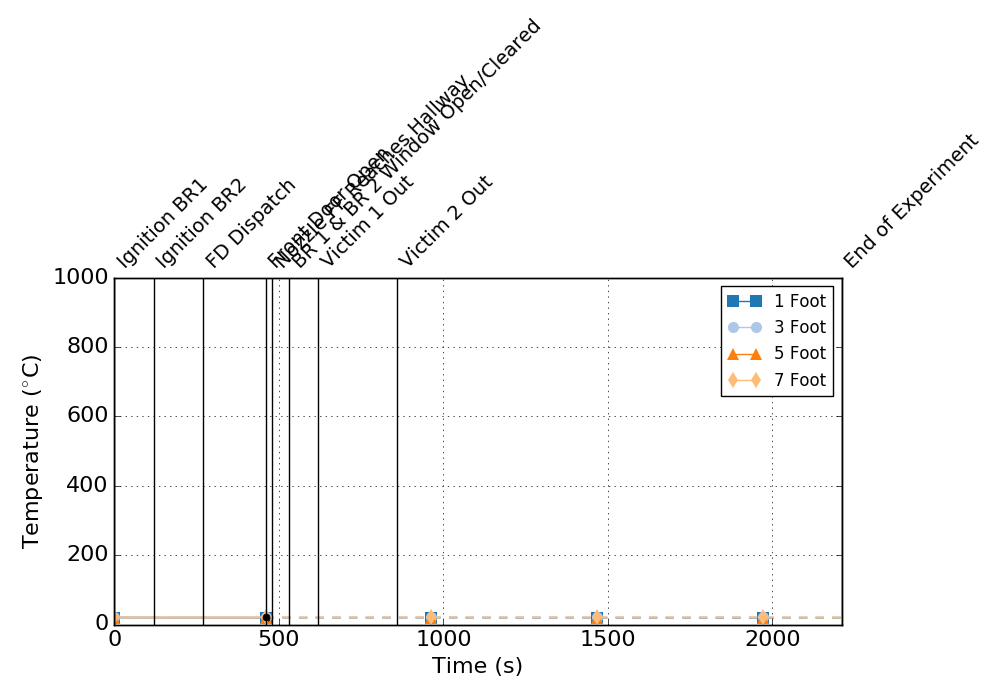 Ignition BR1
Ignition BR2
FD Dispatch
Front Door Open
Nozzle FF Reaches Hallway
BR 1 & BR 2 Window Open/Cleared
Victim 1 Out
Victim 2 Out
End of Experiment
1000
800
600
400
200
0
Temperature (°C)
1 Foot
3 Foot
5 Foot
7 Foot
0 500 1000 1500 2000
Time (s)